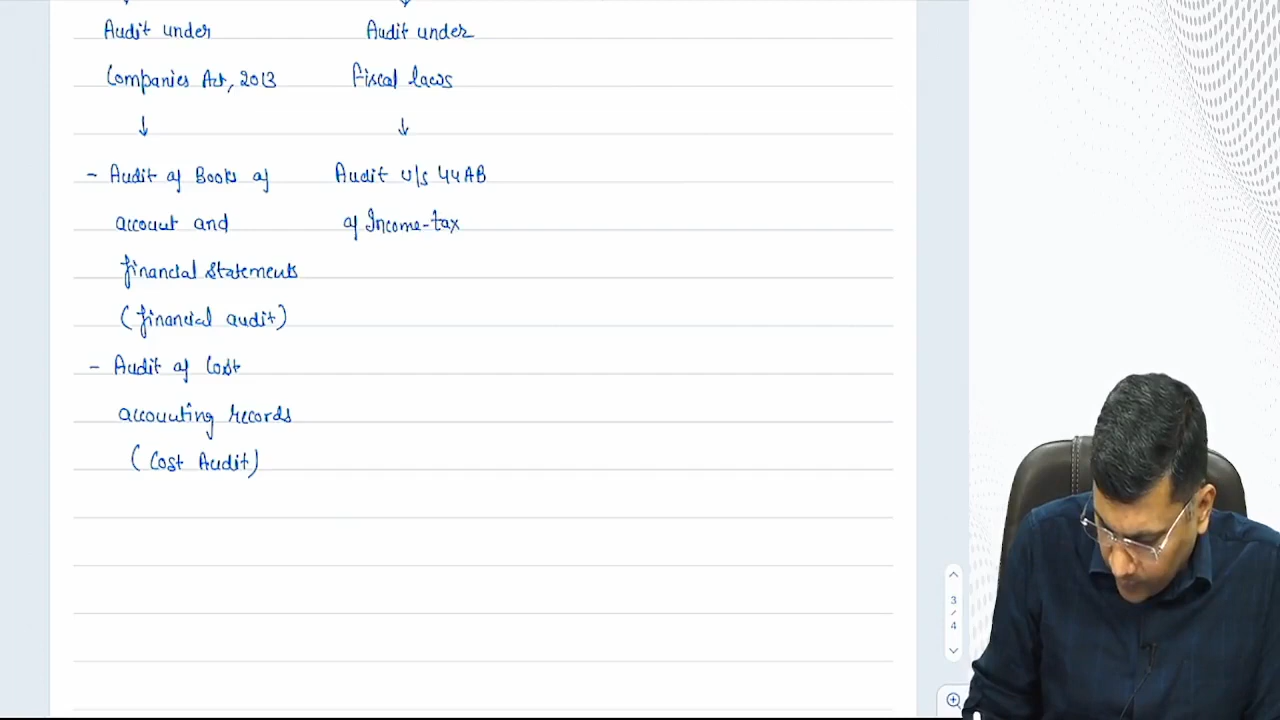 Audit under
Companies Act, 2013
↓
- Audit of Books of
account and
financial statements
(financial audit)
- Audit of Cost
accounting records
(Cost Audit)
Audit under
Fiscal laws
↓
Audit u/s 44AB
of Income-tax
3
/
4